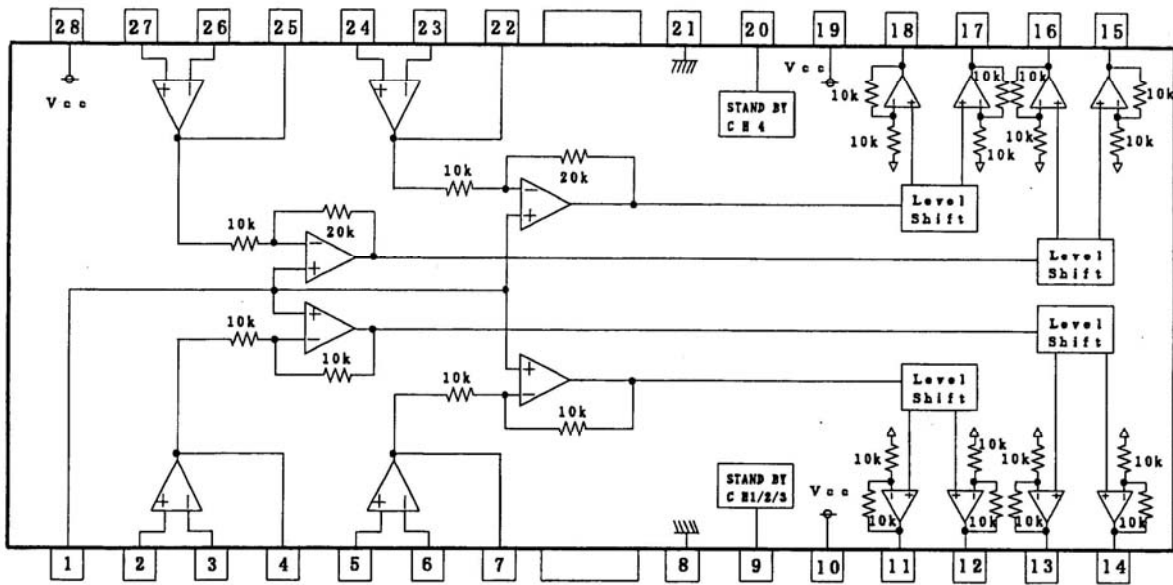 28 27 26 25 24 23 22 21 20 19 18 17 16 15
Vcc
Vcc
STAND BY
CH4
10k
10k
10k
10k
10k
10k
10k
10k
+ −
+ −
− +
+ −
− +
+ −
10k
20k
−
+
Level
Shift
10k
20k
−
+
Level
Shift
10k
+
−
10k
Level
Shift
10k
+
−
10k
Level
Shift
10k
10k
10k
10k
STAND BY
CH1/2/3
Vcc
+ −
+ −
− +
+ −
− +
+ −
10k
10k
10k
10k
1 2 3 4 5 6 7 8 9 10 11 12 13 14